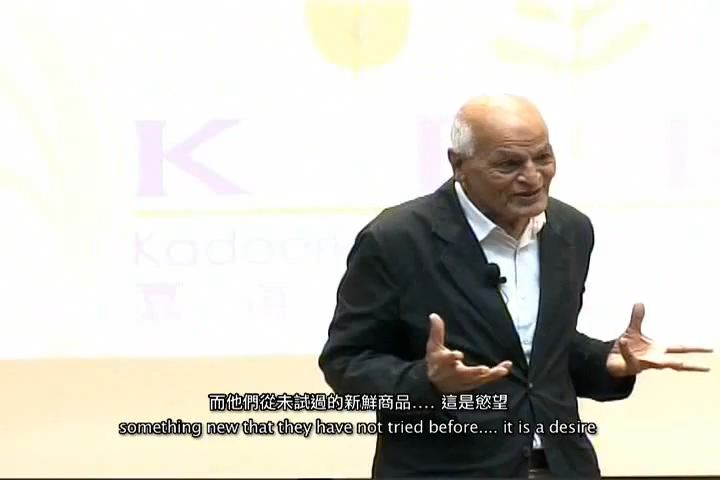 K
Kadoorie
而他們從未試過的新鮮商品.... 這是慾望
something new that they have not tried before.... it is a desire